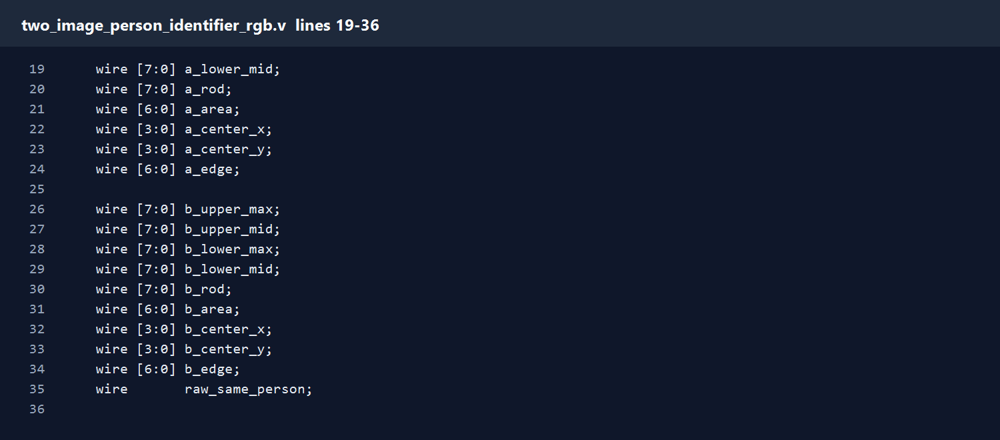 two_image_person_identifier_rgb.v  lines 19-36
19      wire [7:0] a_lower_mid;
20      wire [7:0] a_rod;
21      wire [6:0] a_area;
22      wire [3:0] a_center_x;
23      wire [3:0] a_center_y;
24      wire [6:0] a_edge;
25
26      wire [7:0] b_upper_max;
27      wire [7:0] b_upper_mid;
28      wire [7:0] b_lower_max;
29      wire [7:0] b_lower_mid;
30      wire [7:0] b_rod;
31      wire [6:0] b_area;
32      wire [3:0] b_center_x;
33      wire [3:0] b_center_y;
34      wire [6:0] b_edge;
35      wire       raw_same_person;
36